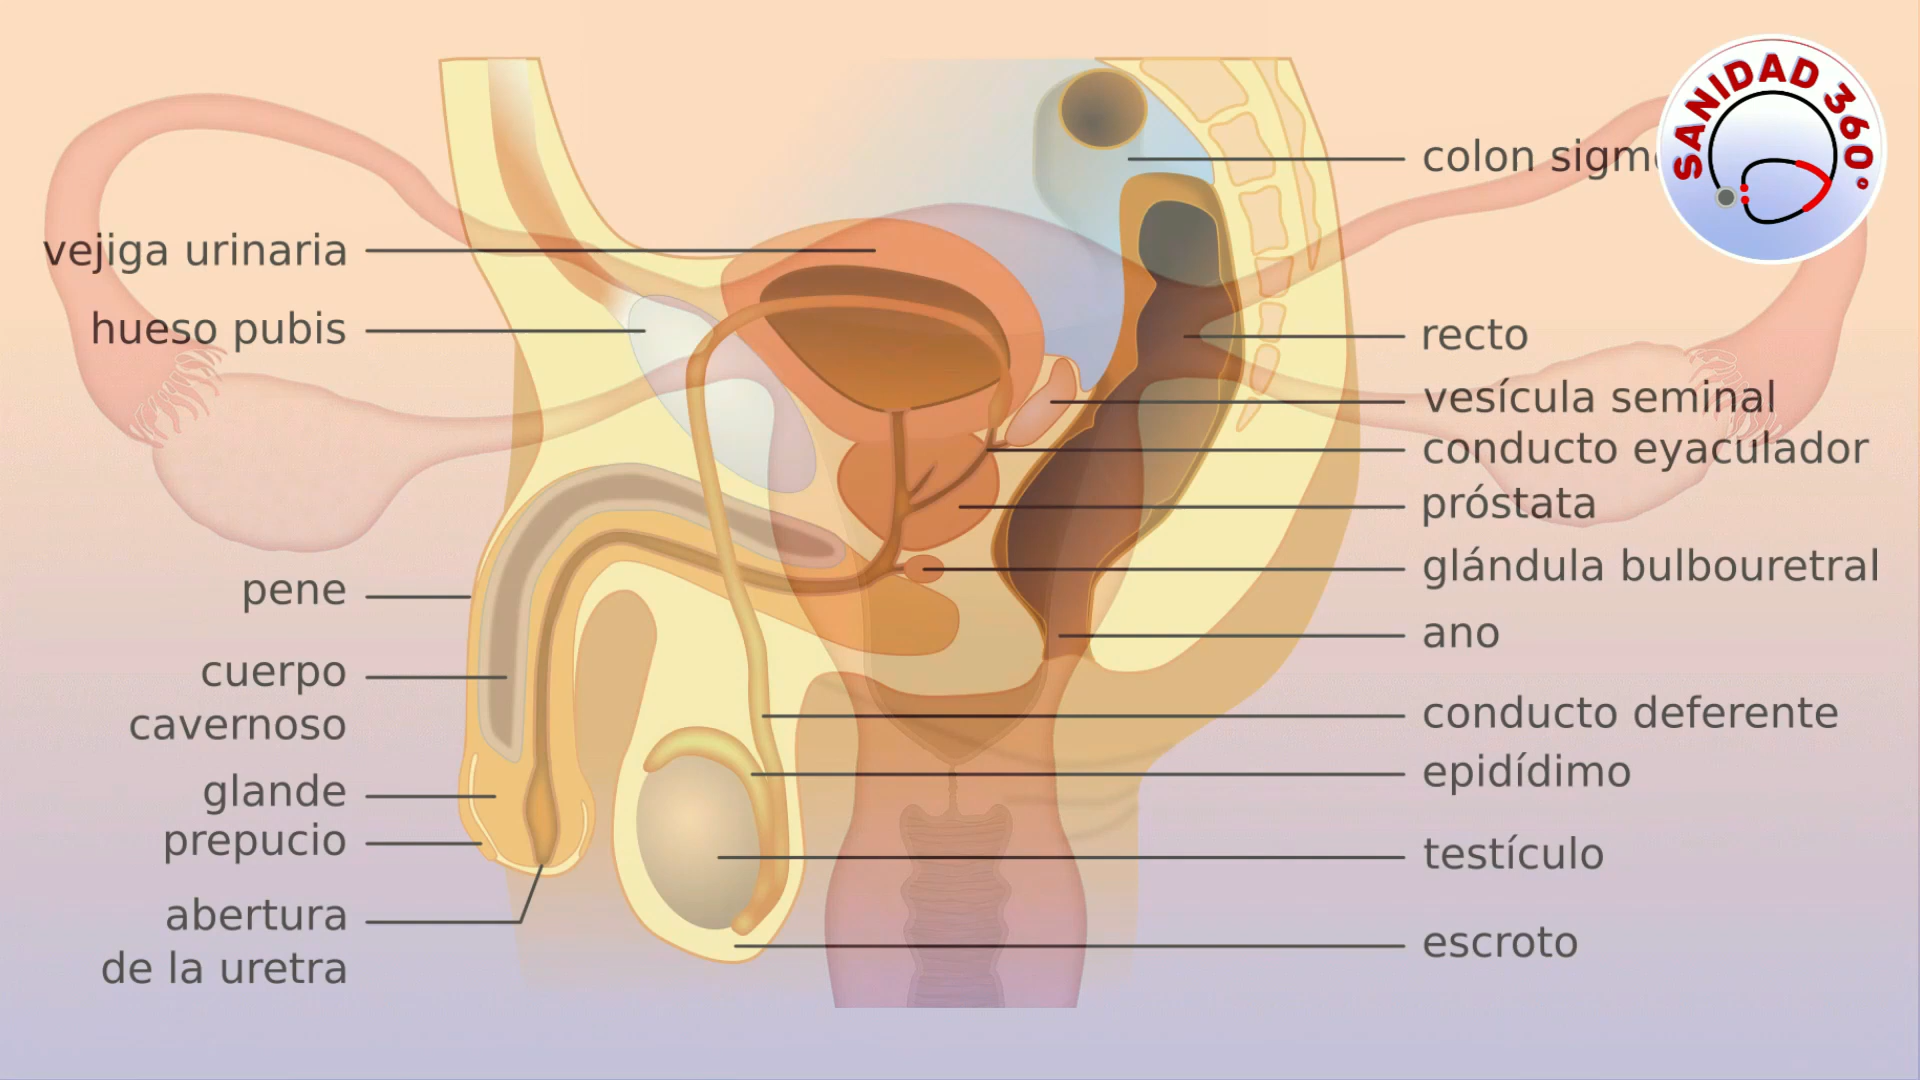 vejiga urinaria
hueso pubis
pene
cuerpo
cavernoso
glande
prepucio
abertura
de la uretra
colon
recto
vesícula seminal
conducto eyaculador
próstata
glándula bulbouretral
ano
conducto deferente
epidídimo
testículo
escroto
SANIDAD 360°